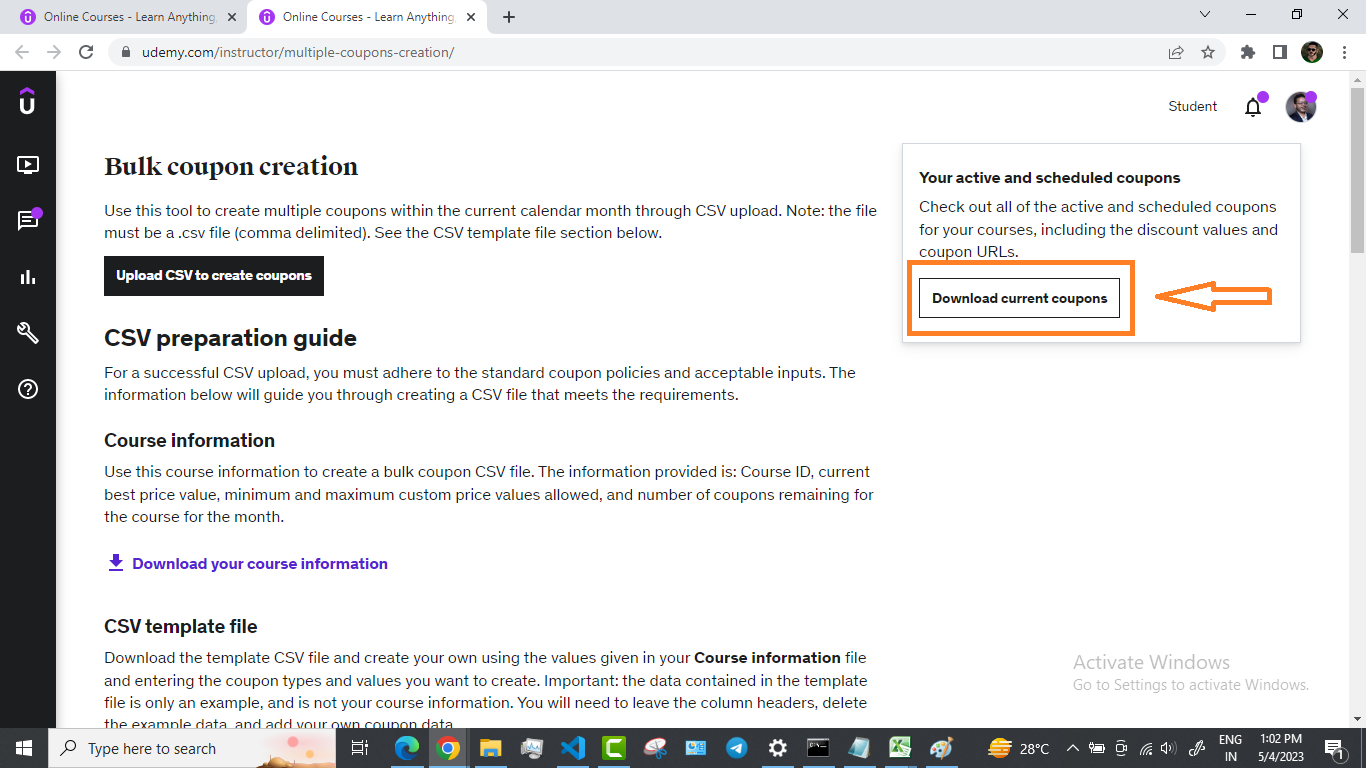 Online Courses - Learn Anything,
Online Courses - Learn Anything,
udemy.com/instructor/multiple-coupons-creation/
Student
Bulk coupon creation
Use this tool to create multiple coupons within the current calendar month through CSV upload. Note: the file
must be a .csv file (comma delimited). See the CSV template file section below.
Upload CSV to create coupons
Your active and scheduled coupons
Check out all of the active and scheduled coupons
for your courses, including the discount values and
coupon URLs.
Download current coupons
CSV preparation guide
For a successful CSV upload, you must adhere to the standard coupon policies and acceptable inputs. The
information below will guide you through creating a CSV file that meets the requirements.
Course information
Use this course information to create a bulk coupon CSV file. The information provided is: Course ID, current
best price value, minimum and maximum custom price values allowed, and number of coupons remaining for
the course for the month.
Download your course information
CSV template file
Download the template CSV file and create your own using the values given in your Course information file
and entering the coupon types and values you want to create. Important: the data contained in the template
file is only an example, and is not your course information. You will need to leave the column headers, delete
the example data, and add your own coupon data.
Activate Windows
Go to Settings to activate Windows.
Type here to search
28°C
ENG
IN
1:02 PM
5/4/2023
1